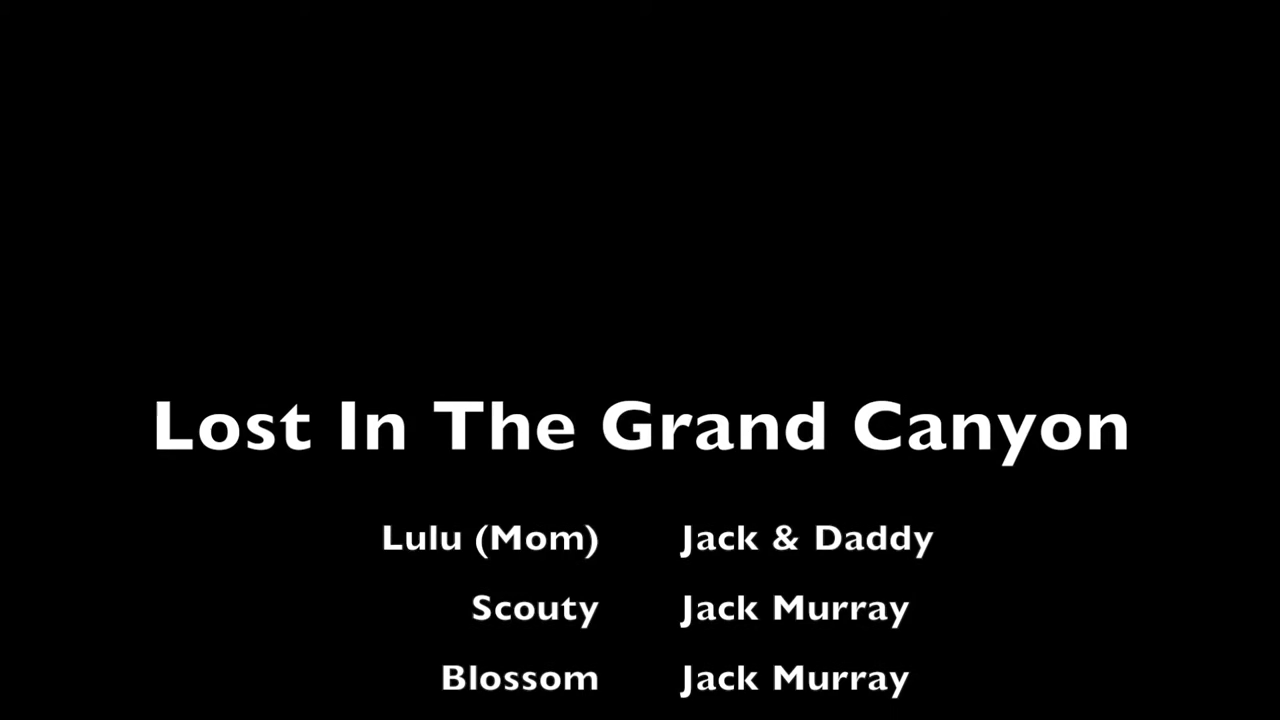 Lost In The Grand Canyon
Lulu (Mom) Jack & Daddy
Scouty Jack Murray
Blossom Jack Murray